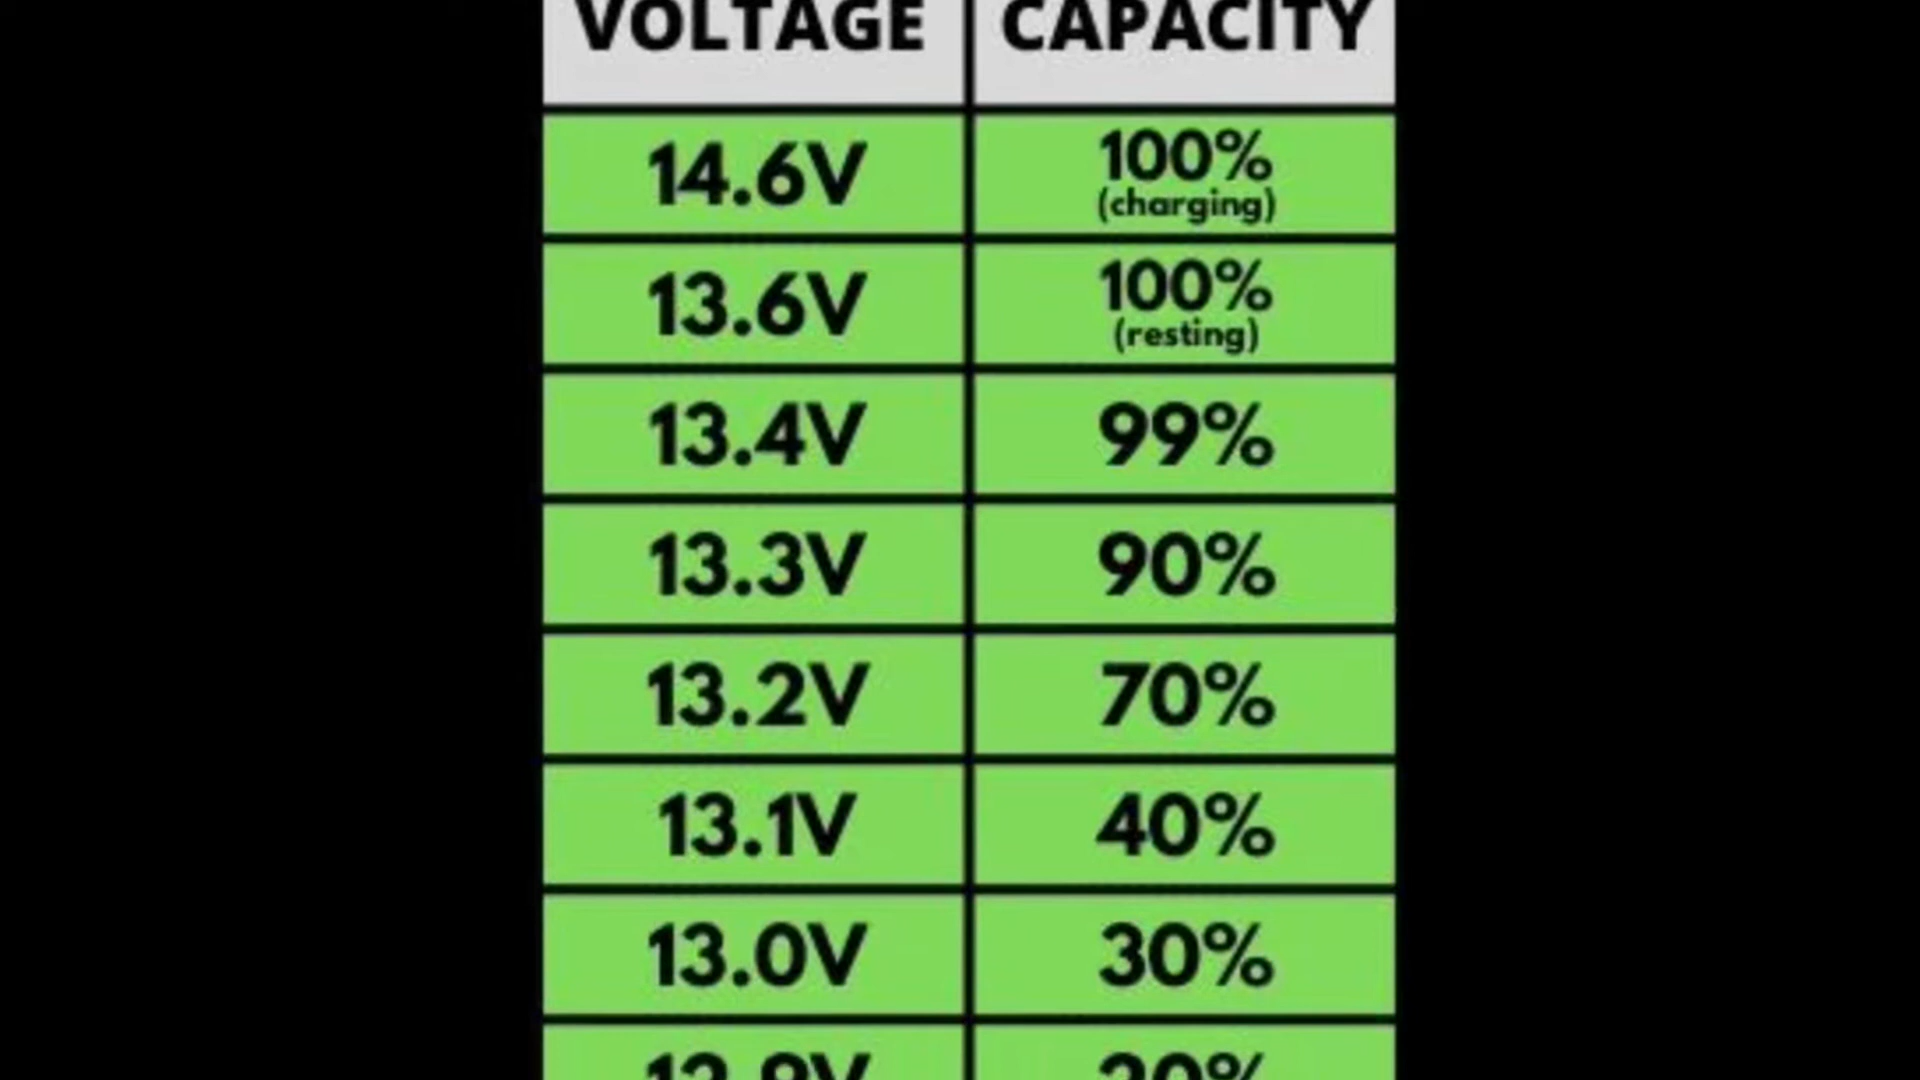 VOLTAGE CAPACITY
14.6V 100%
(charging)
13.6V 100%
(resting)
13.4V 99%
13.3V 90%
13.2V 70%
13.1V 40%
13.0V 30%